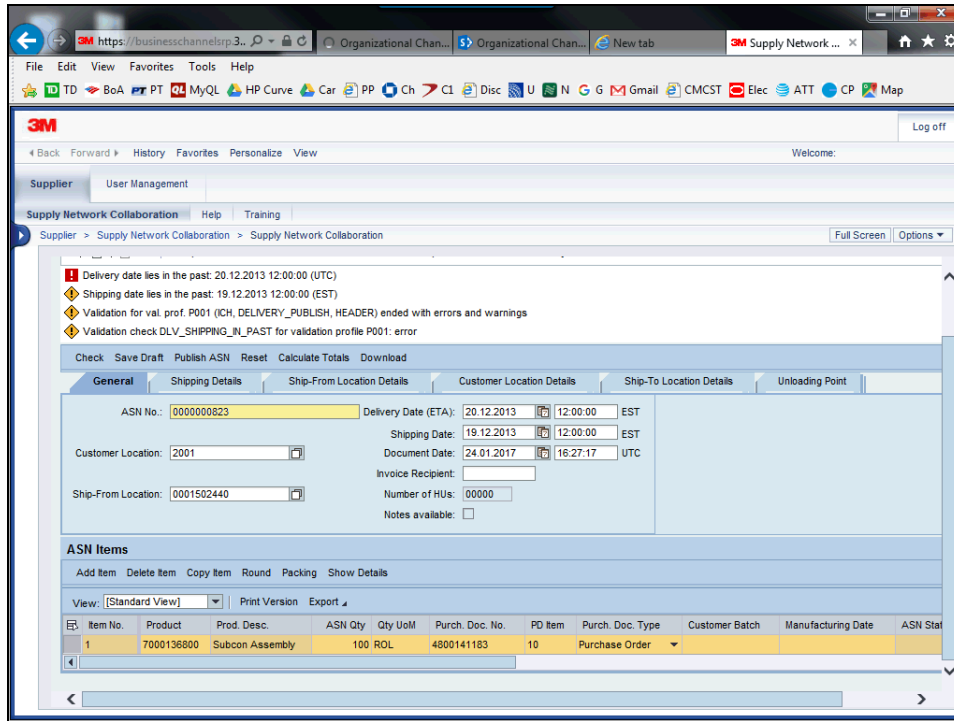 3M https://businesschannelsrp.3..
Organizational Chan...
Organizational Chan...
New tab
3M Supply Network ...
File Edit View Favorites Tools Help
TD BoA PT PT QL MyQL HP Curve Car PP Ch C1 Disc U N G G Gmail CMCST Elec ATT CP Map
3M
Log off
Back Forward History Favorites Personalize View
Welcome:
Supplier User Management
Supply Network Collaboration Help Training
Supplier > Supply Network Collaboration > Supply Network Collaboration
Full Screen Options
Delivery date lies in the past: 20.12.2013 12:00:00 (UTC)
Shipping date lies in the past: 19.12.2013 12:00:00 (EST)
Validation for val. prof. P001 (ICH, DELIVERY_PUBLISH, HEADER) ended with errors and warnings
Validation check DLV_SHIPPING_IN_PAST for validation profile P001: error
Check Save Draft Publish ASN Reset Calculate Totals Download
General Shipping Details Ship-From Location Details Customer Location Details Ship-To Location Details Unloading Point
ASN No.: 0000000823 Delivery Date (ETA): 20.12.2013 12:00:00 EST
Shipping Date: 19.12.2013 12:00:00 EST
Customer Location: 2001 Document Date: 24.01.2017 16:27:17 UTC
Invoice Recipient:
Ship-From Location: 0001502440 Number of HUs: 00000
Notes available:
ASN Items
Add Item Delete Item Copy Item Round Packing Show Details
View: [Standard View] Print Version Export
Item No. Product Prod. Desc. ASN Qty Qty UoM Purch. Doc. No. PD Item Purch. Doc. Type Customer Batch Manufacturing Date ASN Stat
1 7000136800 Subcon Assembly 100 ROL 4800141183 10 Purchase Order